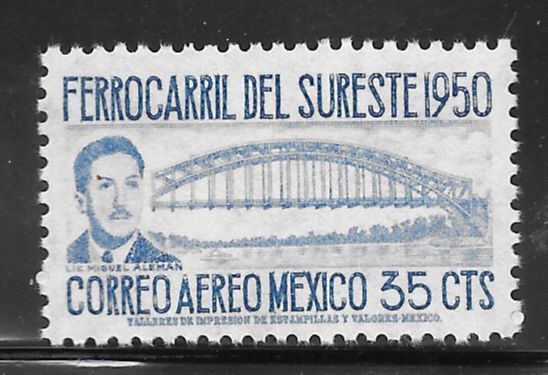 FERROCARRIL DEL SURESTE 1950
LIC. MIGUEL ALEMAN
CORREO AEREO MEXICO 35 CTS
TALLERES DE IMPRESION DE ESTAMPILLAS Y VALORES-MEXICO.